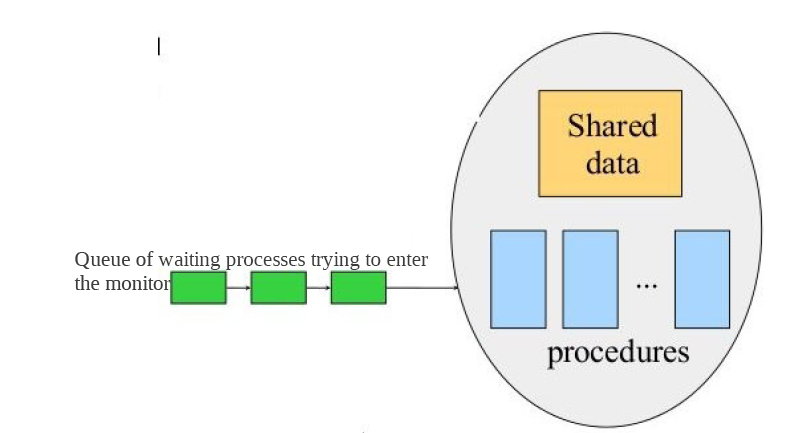 Shared
data
Queue of waiting processes trying to enter
the monitor
...
procedures